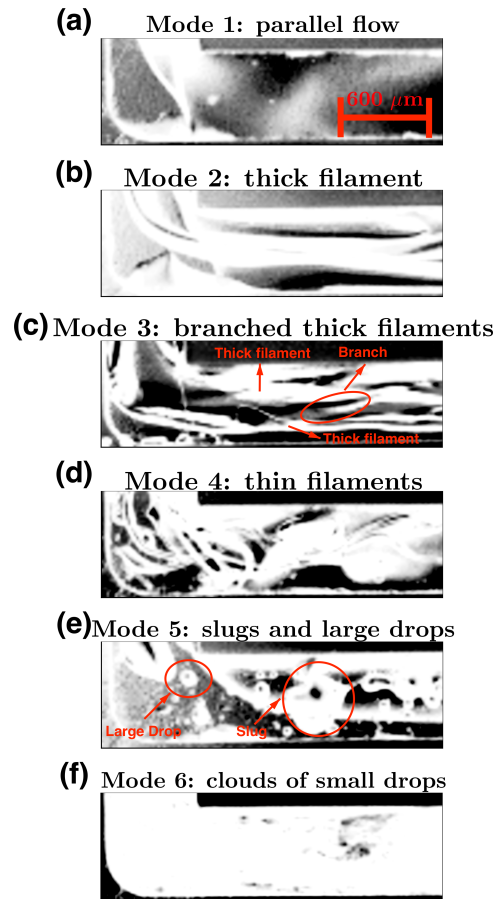 (a) Mode 1: parallel flow
600 μm
(b) Mode 2: thick filament
(c) Mode 3: branched thick filaments
Thick filament
Branch
Thick filament
(d) Mode 4: thin filaments
(e) Mode 5: slugs and large drops
Large Drop
Slug
(f) Mode 6: clouds of small drops